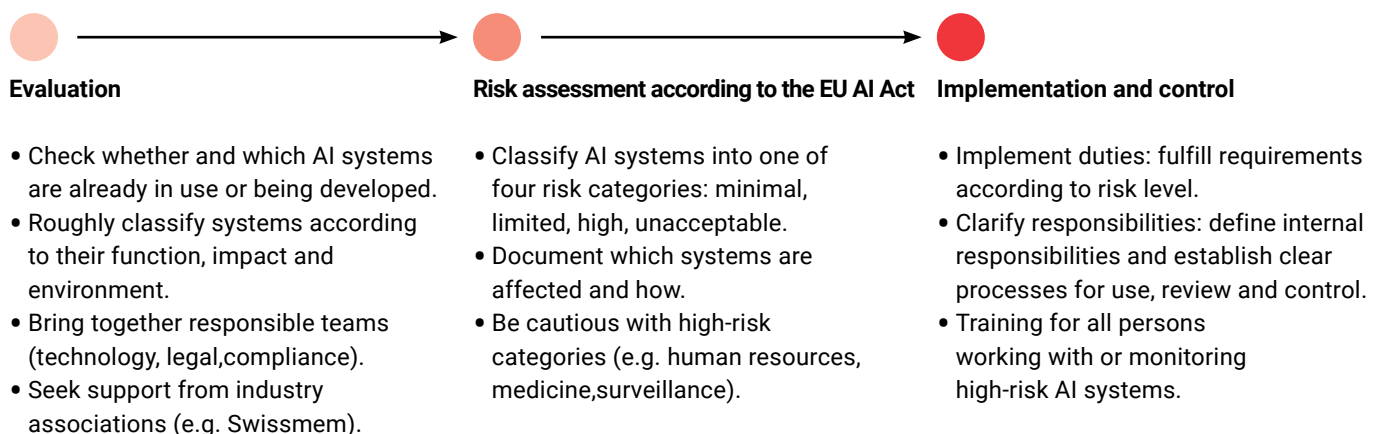 Evaluation
• Check whether and which AI systems
are already in use or being developed.
• Roughly classify systems according
to their function, impact and
environment.
• Bring together responsible teams
(technology, legal,compliance).
• Seek support from industry
associations (e.g. Swissmem).
Risk assessment according to the EU AI Act
• Classify AI systems into one of
four risk categories: minimal,
limited, high, unacceptable.
• Document which systems are
affected and how.
• Be cautious with high-risk
categories (e.g. human resources,
medicine,surveillance).
Implementation and control
• Implement duties: fulfill requirements
according to risk level.
• Clarify responsibilities: define internal
responsibilities and establish clear
processes for use, review and control.
• Training for all persons
working with or monitoring
high-risk AI systems.